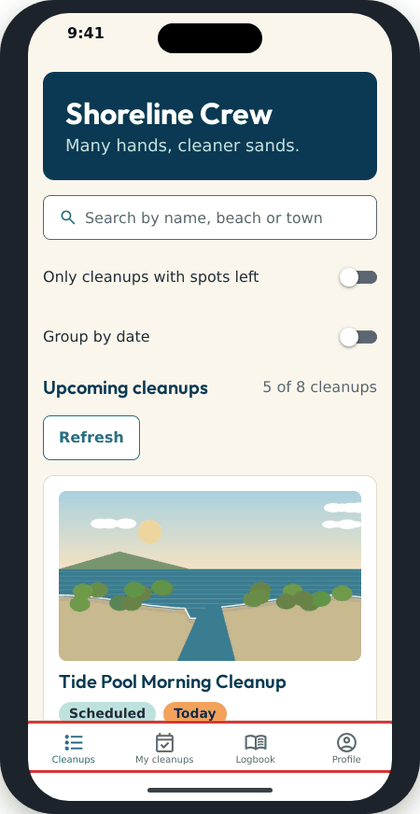 9:41
Shoreline Crew
Many hands, cleaner sands.
Search by name, beach or town
Only cleanups with spots left
Group by date
Upcoming cleanups 5 of 8 cleanups
Refresh
Tide Pool Morning Cleanup
Scheduled Today
Cleanups My cleanups Logbook Profile